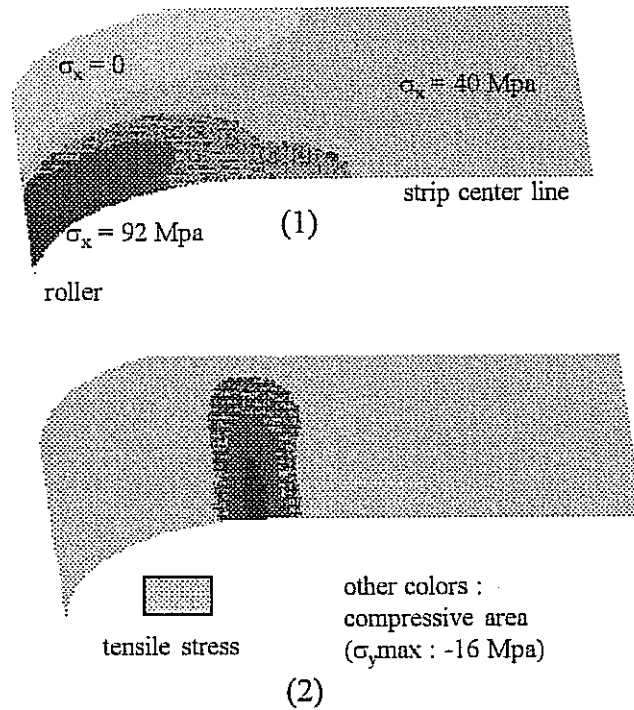 σx = 0
σx = 40 Mpa
strip center line
σx = 92 Mpa
(1)
roller
tensile stress
other colors :
compressive area
(σymax : -16 Mpa)
(2)